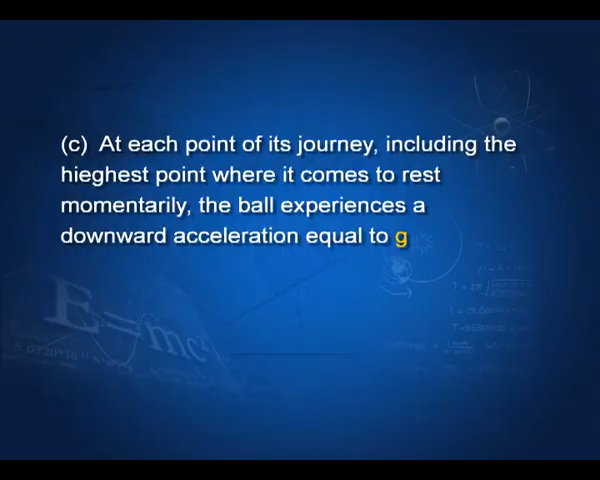 (c) At each point of its journey, including the
hieghest point where it comes to rest
momentarily, the ball experiences a
downward acceleration equal to g
E=mc²